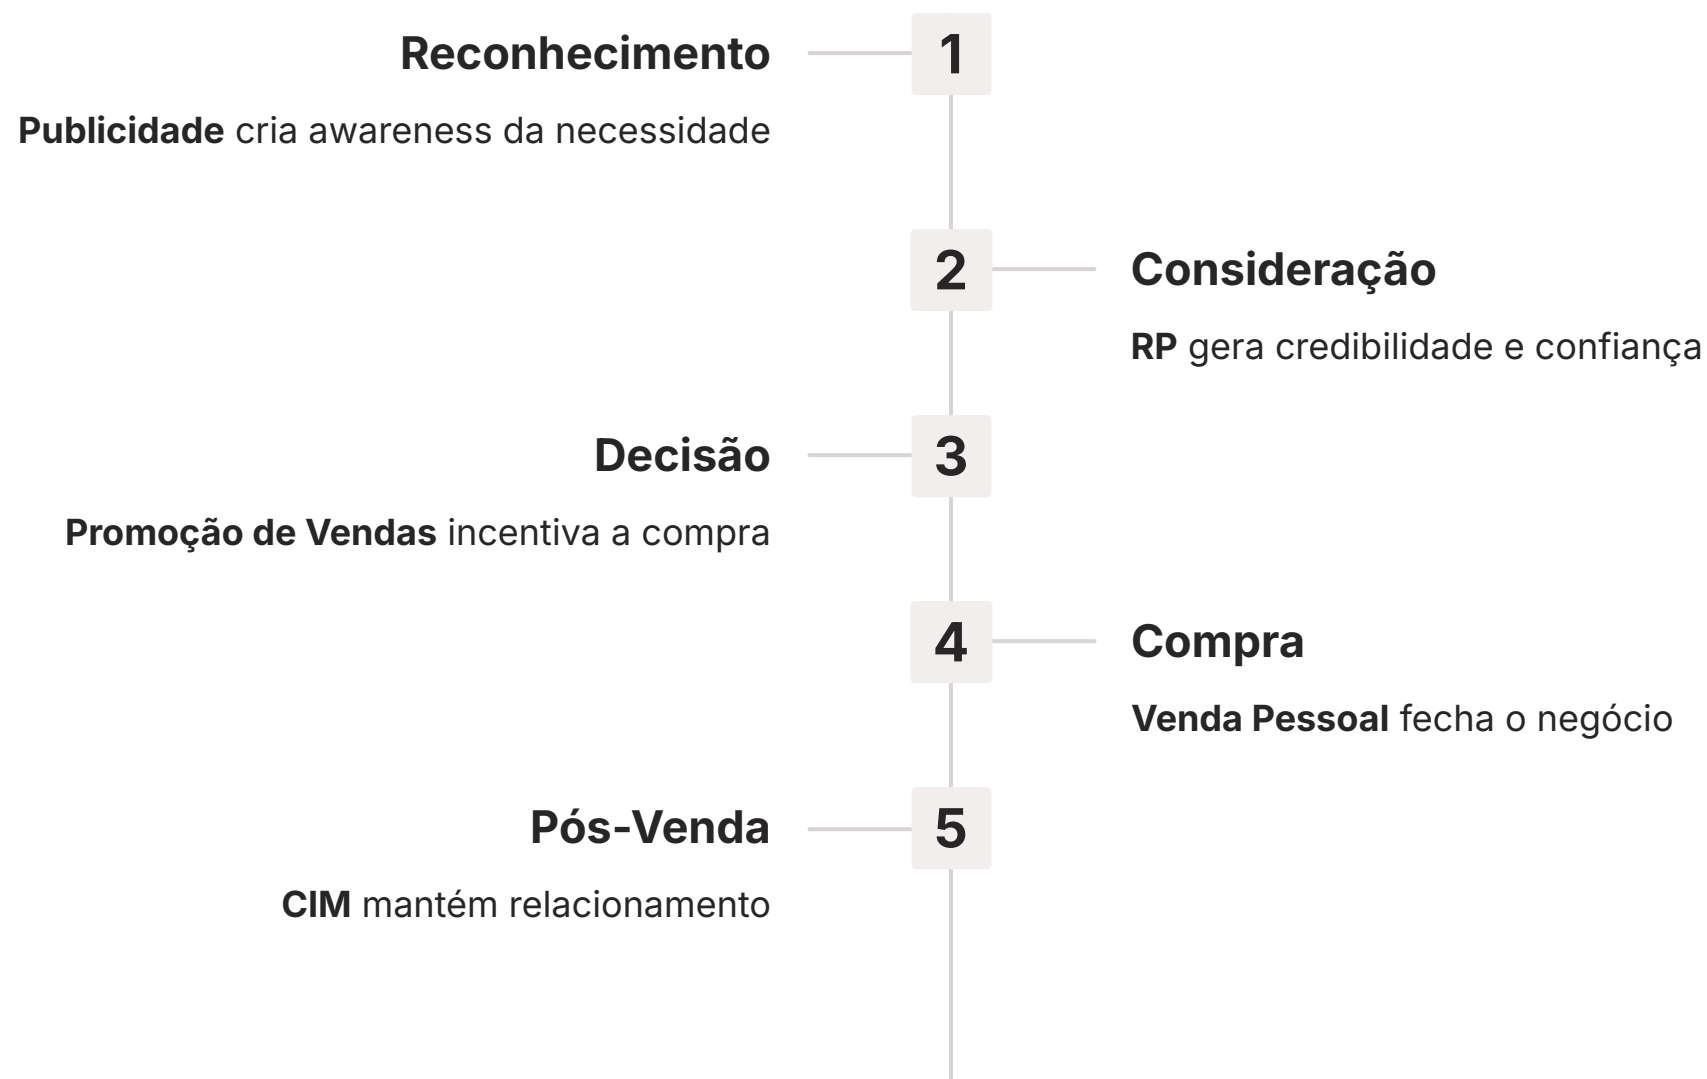 Reconhecimento
1
Publicidade cria awareness da necessidade
2
Consideração
RP gera credibilidade e confiança
Decisão
3
Promoção de Vendas incentiva a compra
4
Compra
Venda Pessoal fecha o negócio
Pós-Venda
5
CIM mantém relacionamento